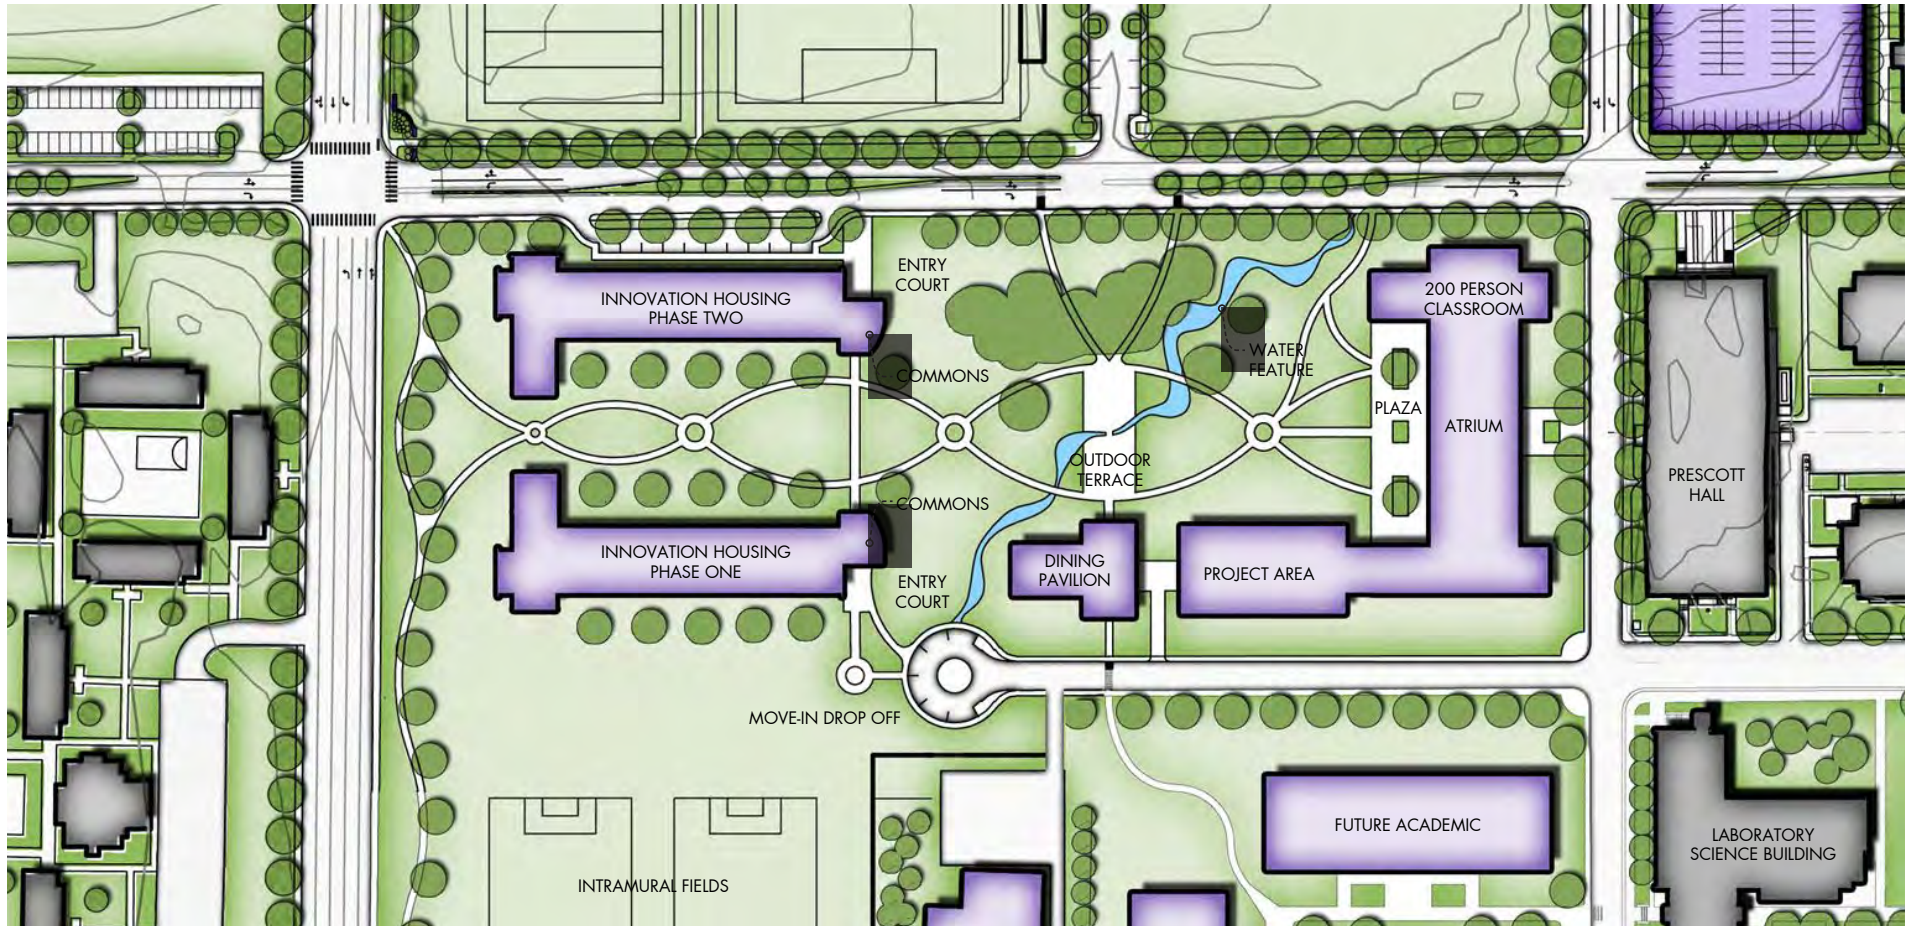 ENTRY
COURT
INNOVATION HOUSING
PHASE TWO
200 PERSON
CLASSROOM
WATER
FEATURE
COMMONS
PLAZA
ATRIUM
OUTDOOR
TERRACE
PRESCOTT
HALL
COMMONS
INNOVATION HOUSING
PHASE ONE
DINING
PAVILION
PROJECT AREA
ENTRY
COURT
MOVE-IN DROP OFF
FUTURE ACADEMIC
LABORATORY
SCIENCE BUILDING
INTRAMURAL FIELDS